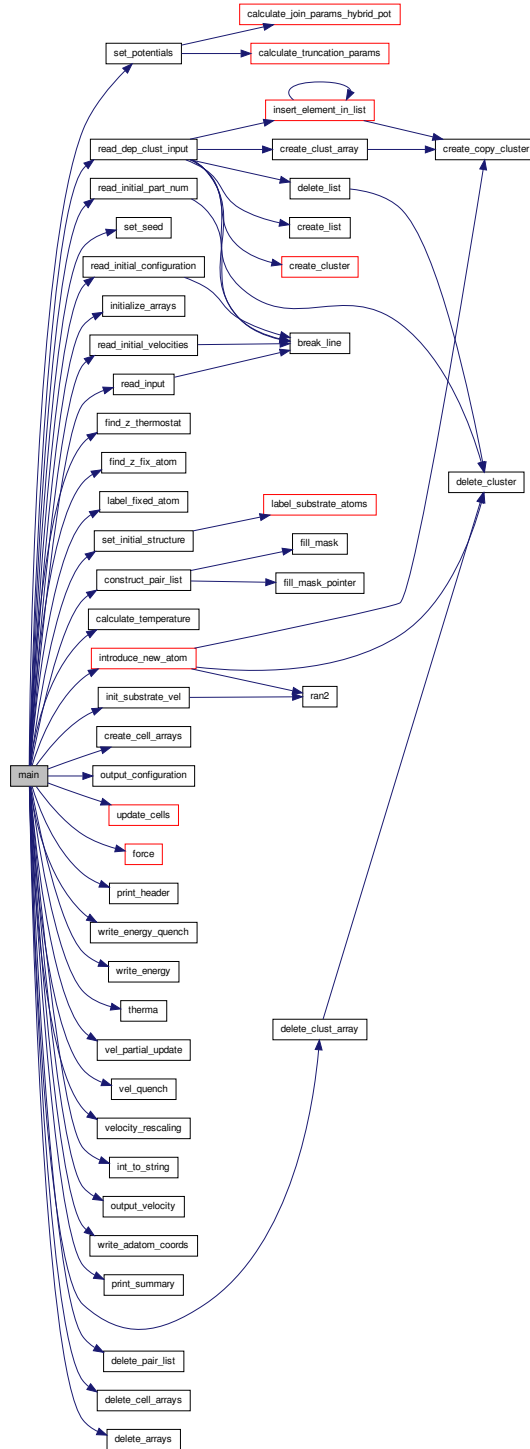 calculate_join_params_hybrid_pot
set_potentials
calculate_truncation_params
insert_element_in_list
read_dep_clust_input
create_clust_array
create_copy_cluster
read_initial_part_num
delete_list
set_seed
create_list
read_initial_configuration
create_cluster
initialize_arrays
read_initial_velocities
break_line
read_input
find_z_thermostat
find_z_fix_atom
delete_cluster
label_fixed_atom
label_substrate_atoms
set_initial_structure
fill_mask
construct_pair_list
fill_mask_pointer
calculate_temperature
introduce_new_atom
init_substrate_vel
ran2
create_cell_arrays
main
output_configuration
update_cells
force
print_header
write_energy_quench
write_energy
therma
delete_clust_array
vel_partial_update
vel_quench
velocity_rescaling
int_to_string
output_velocity
write_adatom_coords
print_summary
delete_pair_list
delete_cell_arrays
delete_arrays